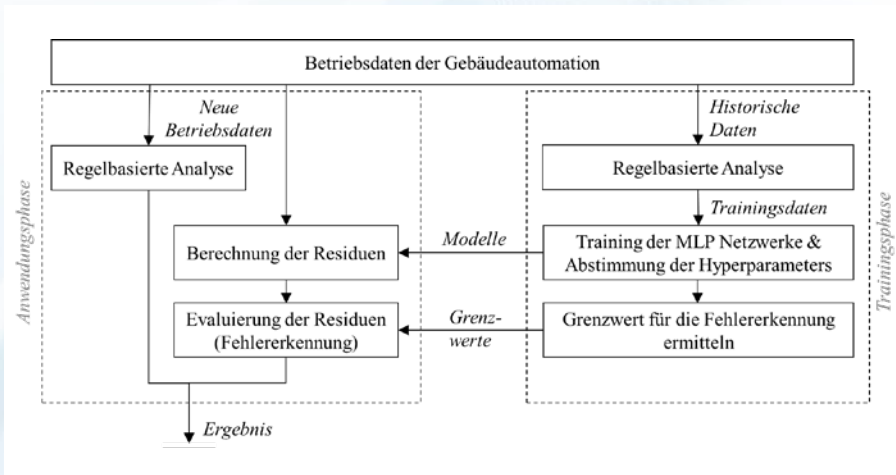 Betriebsdaten der Gebäudeautomation
Neue
Betriebsdaten
Historische
Daten
Regelbasierte Analyse
Regelbasierte Analyse
Trainingsdaten
Anwendungsphase
Trainingsphase
Berechnung der Residuen
Modelle
Training der MLP Netzwerke &
Abstimmung der Hyperparameters
Evaluierung der Residuen
(Fehlererkennung)
Grenz-
werte
Grenzwert für die Fehlererkennung
ermitteln
Ergebnis